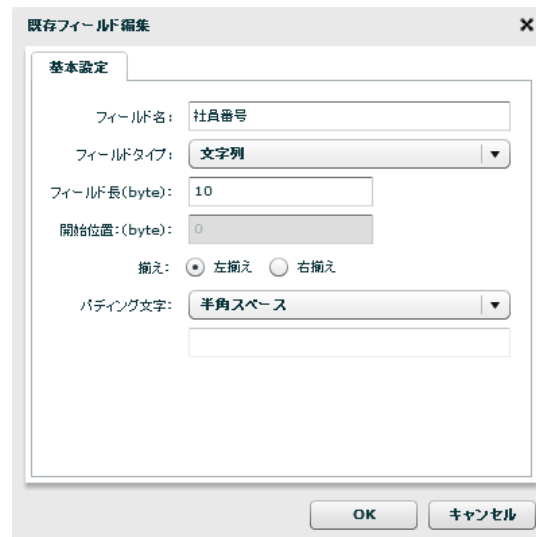 既存フィールド編集
基本設定
フィールド名: 社員番号
フィールドタイプ: 文字列
フィールド長(byte): 10
開始位置:(byte): 0
揃え: 左揃え 右揃え
パディング文字: 半角スペース
OK キャンセル